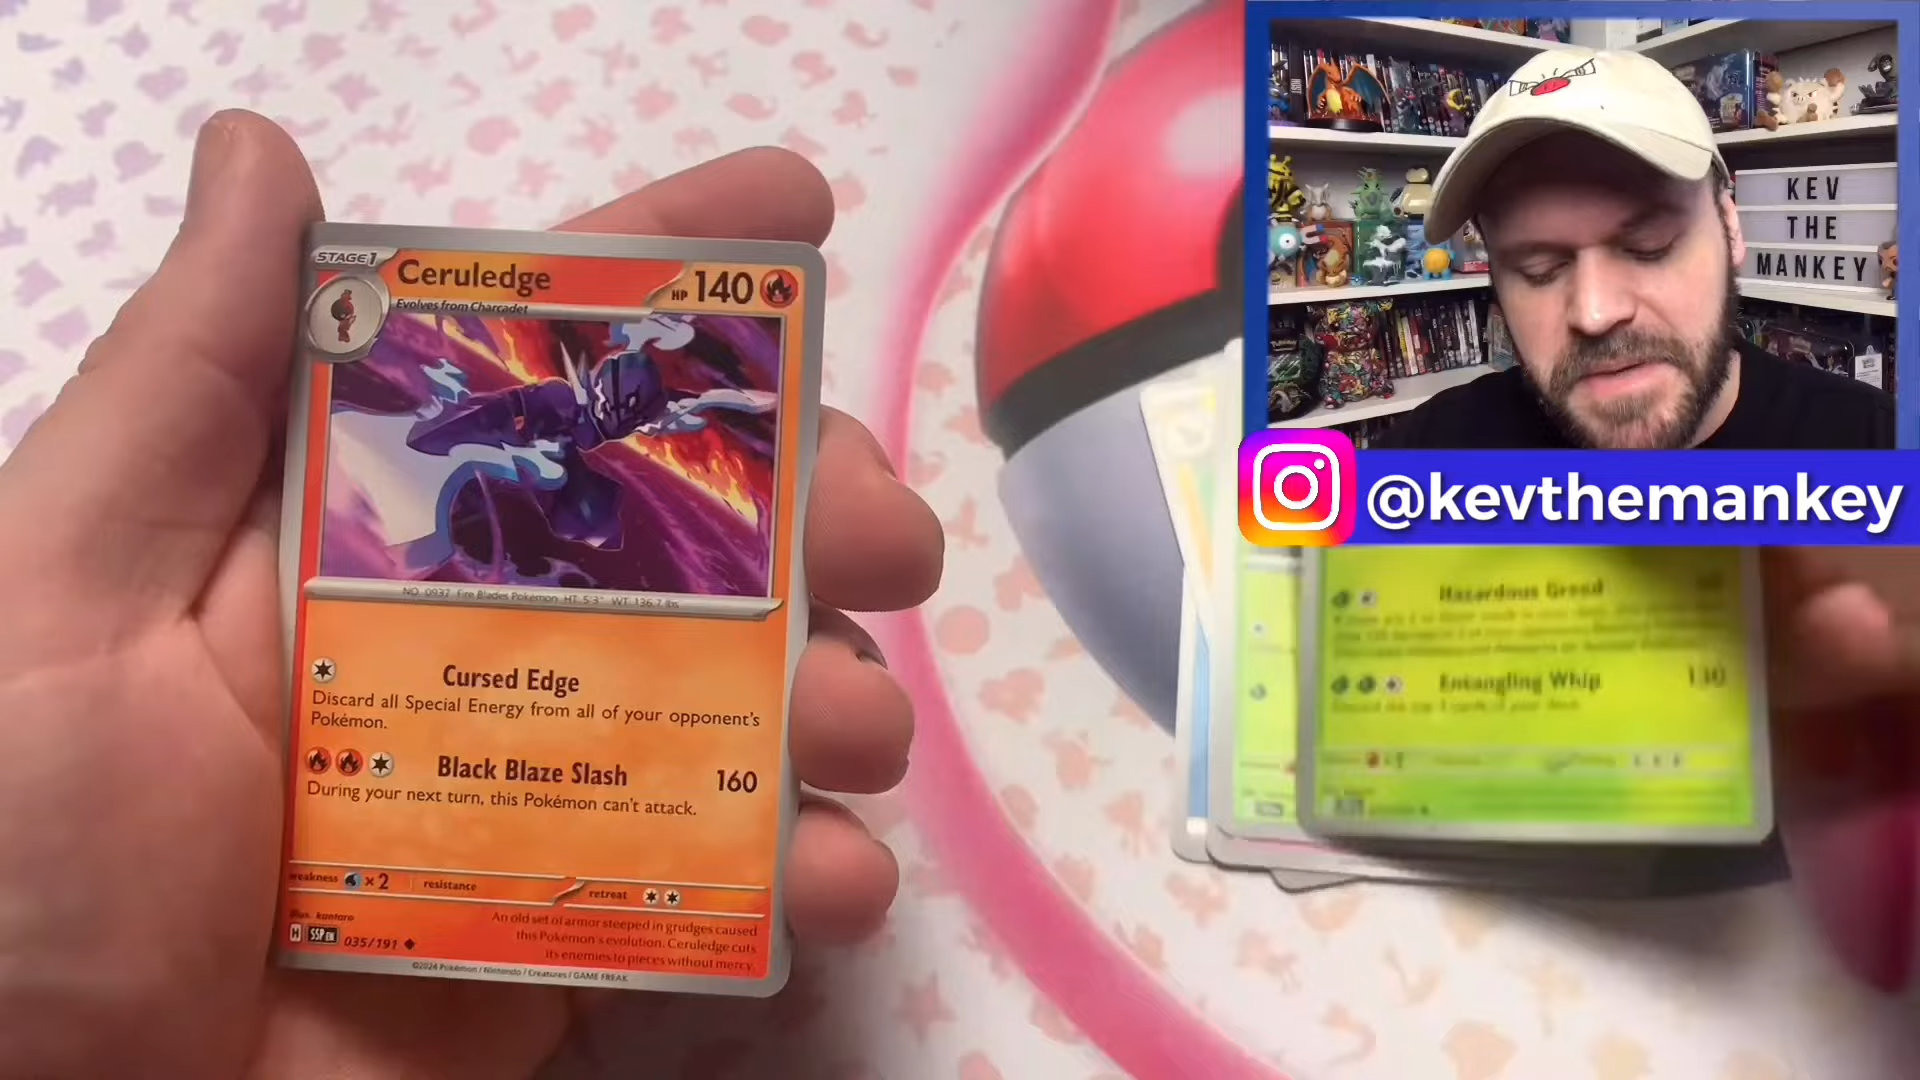 STAGE1
Ceruledge
HP 140
Evolves from Charcadet
NO. 0937 Fire Blades Pokémon HT. 5'3" WT. 136.7 lbs
Cursed Edge
Discard all Special Energy from all of your opponent's
Pokémon.
Black Blaze Slash 160
During your next turn, this Pokémon can't attack.
weakness ×2 resistance
retreat
Illus. kantaro
H SSP EN 035/191
An old set of armor steeped in grudges caused
this Pokémon's evolution. Ceruledge cuts
its enemies to pieces without mercy.
©2024 Pokémon / Nintendo / Creatures / GAME FREAK
KEV
THE
MANKEY
@kevthemankey
Hazardous Greed
Entangling Whip 130